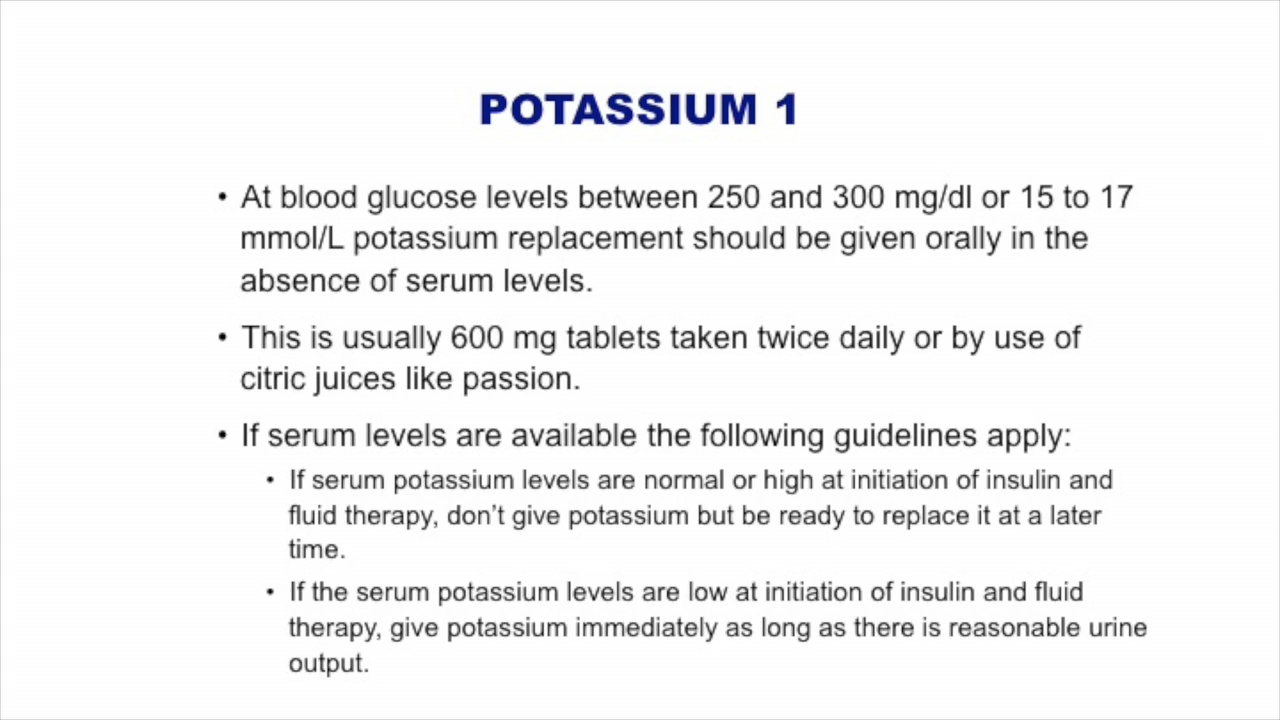 POTASSIUM 1
• At blood glucose levels between 250 and 300 mg/dl or 15 to 17
mmol/L potassium replacement should be given orally in the
absence of serum levels.
• This is usually 600 mg tablets taken twice daily or by use of
citric juices like passion.
• If serum levels are available the following guidelines apply:
• If serum potassium levels are normal or high at initiation of insulin and
fluid therapy, don’t give potassium but be ready to replace it at a later
time.
• If the serum potassium levels are low at initiation of insulin and fluid
therapy, give potassium immediately as long as there is reasonable urine
output.